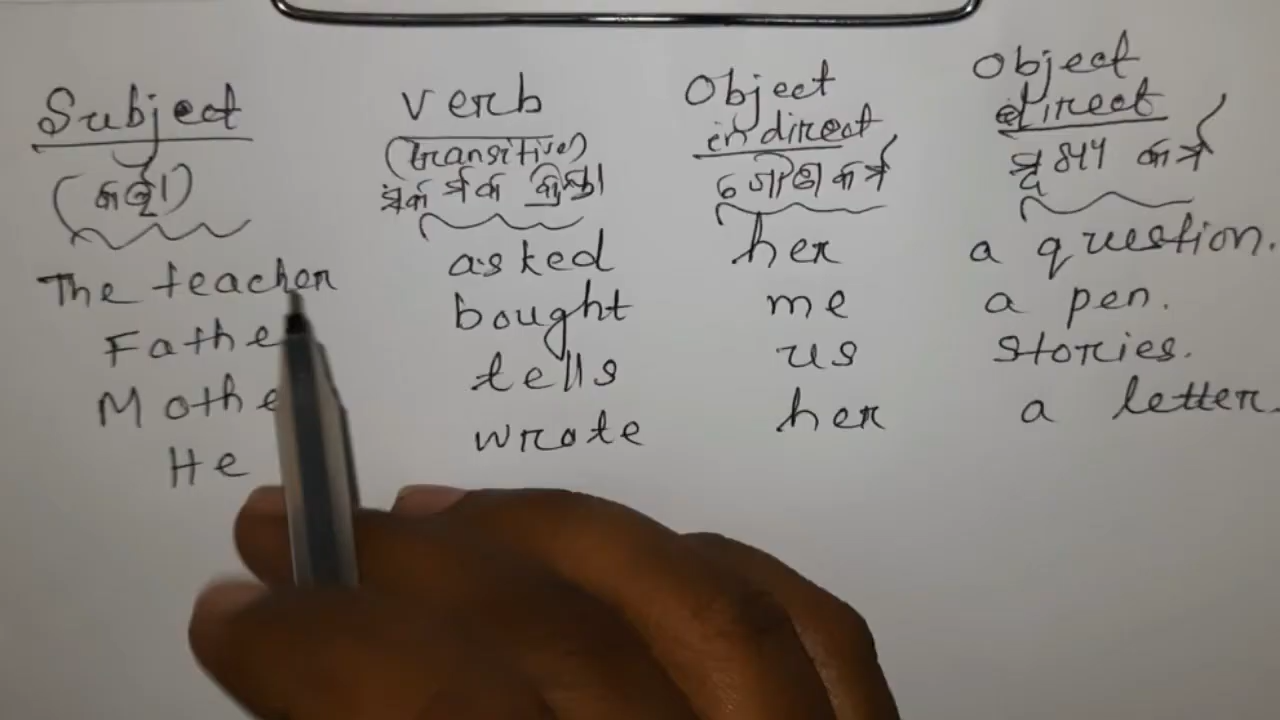 Subject Verb Object Object
(transitive) indirect direct
The teacher asked her a question.
Fathe bought me a pen.
Mothe tells us stories.
He wrote her a letter.